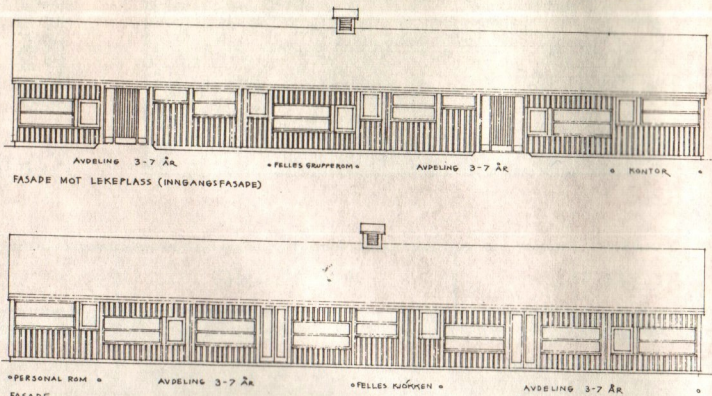 AVDELING 3-7 ÅR • FELLES GRUPPEROM • AVDELING 3-7 ÅR • KONTOR •
FASADE MOT LEKEPLASS (INNGANGSFASADE)
• PERSONAL ROM • AVDELING 3-7 ÅR • FELLES KJØKKEN • AVDELING 3-7 ÅR •
FASADE